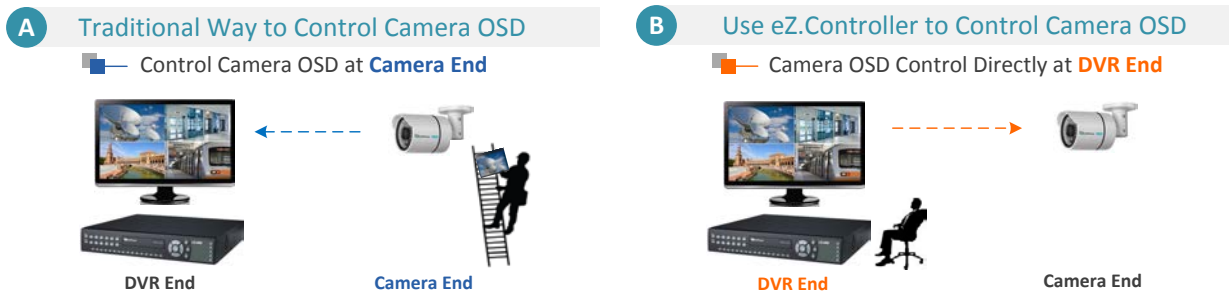 A
Traditional Way to Control Camera OSD
Control Camera OSD at Camera End
DVR End
Camera End
B
Use eZ.Controller to Control Camera OSD
Camera OSD Control Directly at DVR End
DVR End
Camera End